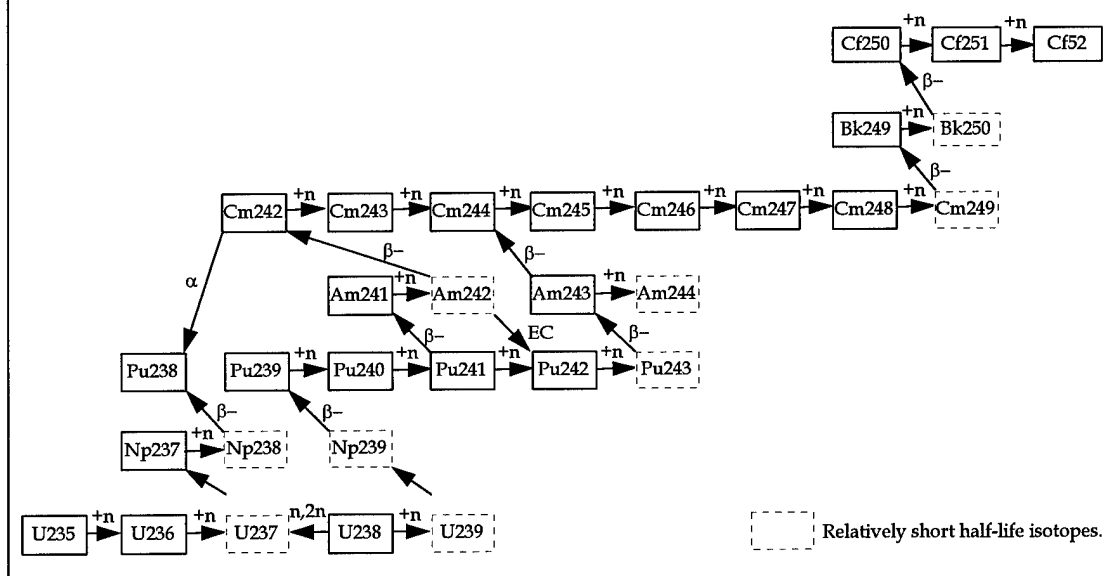 +n +n
Cf250 Cf251 Cf52
β−
+n
Bk249 Bk250
β−
+n +n +n +n +n +n +n
Cm242 Cm243 Cm244 Cm245 Cm246 Cm247 Cm248 Cm249
β− β−
α +n +n
Am241 Am242 Am243 Am244
EC
β− β−
+n +n +n +n
Pu238 Pu239 Pu240 Pu241 Pu242 Pu243
β− β−
+n
Np237 Np238 Np239
+n +n n,2n +n
U235 U236 U237 U238 U239
Relatively short half-life isotopes.